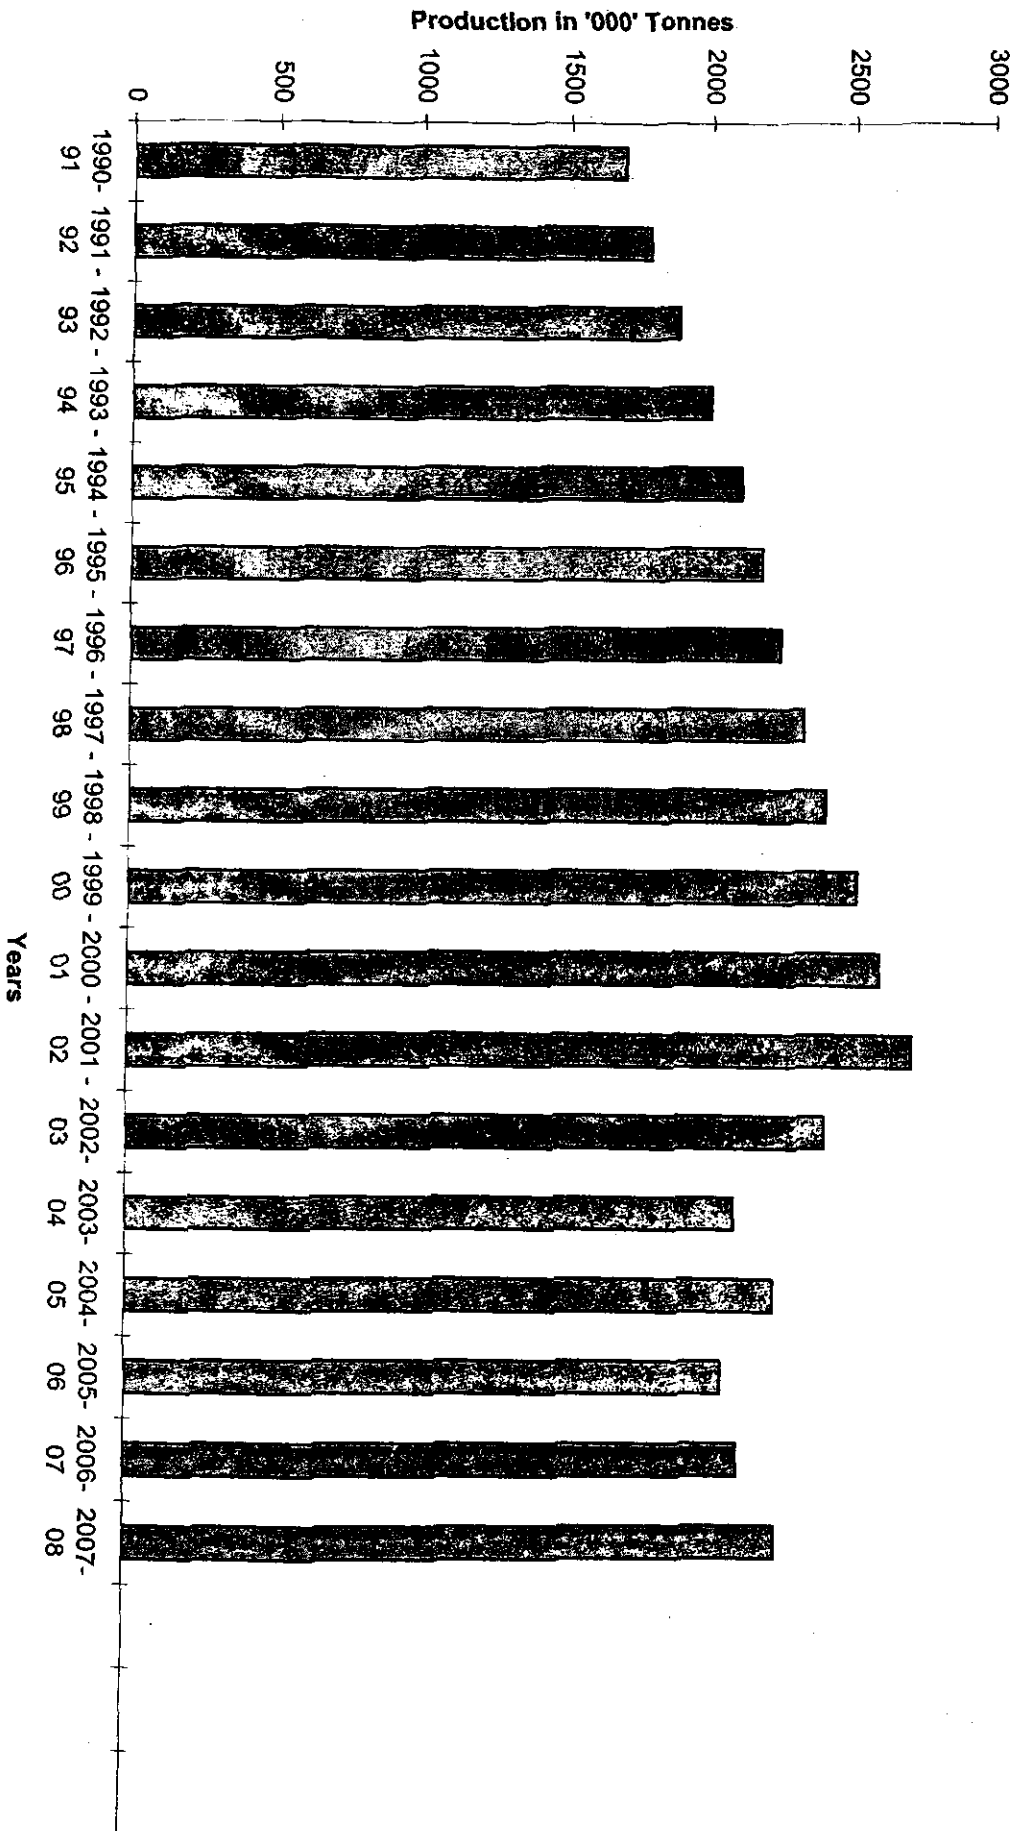 Production in '000' Tonnes
3000
2500
2000
1500
1000
500
0
1990- 1991 - 1992 - 1993 - 1994 - 1995 - 1996 - 1997 - 1998 - 1999 - 2000 - 2001 - 2002- 2003- 2004- 2005- 2006- 2007-
91 92 93 94 95 96 97 98 99 00 01 02 03 04 05 06 07 08
Years